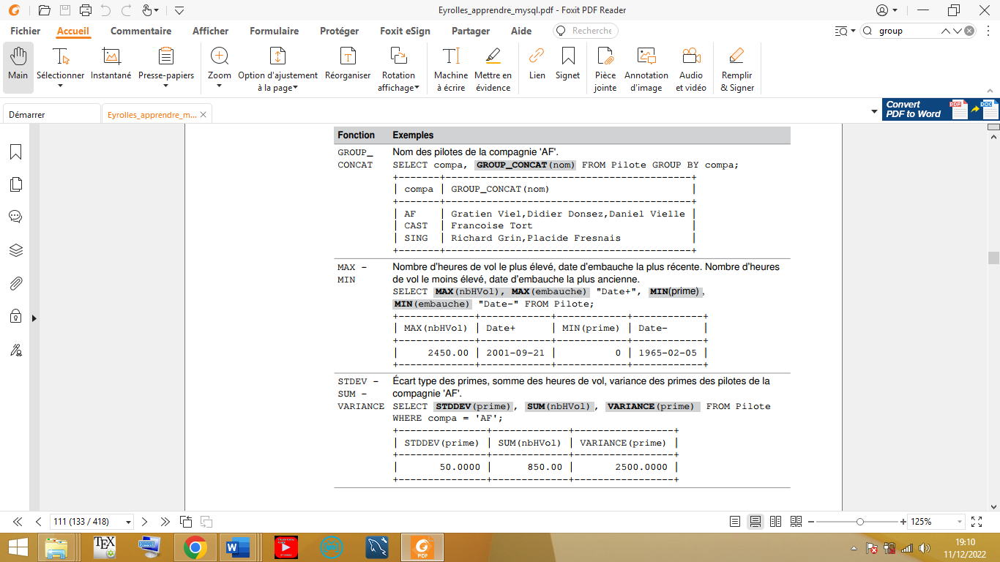 Eyrolles_apprendre_mysql.pdf - Foxit PDF Reader
Fichier Accueil Commentaire Afficher Formulaire Protéger Foxit eSign Partager Aide Recherche group
Main Sélectionner Instantané Presse-papiers Zoom Option d'ajustement à la page Réorganiser Rotation affichage Machine à écrire Mettre en évidence Lien Signet Pièce jointe Annotation d'image Audio et vidéo Remplir & Signer
Démarrer Eyrolles_apprendre_m... Convert PDF to Word PDF DOC
Fonction Exemples
GROUP_ Nom des pilotes de la compagnie 'AF'.
CONCAT SELECT compa, GROUP_CONCAT(nom) FROM Pilote GROUP BY compa;
+-------+------------------------------------------+
| compa | GROUP_CONCAT(nom) |
+-------+------------------------------------------+
| AF | Gratien Viel,Didier Donsez,Daniel Vielle |
| CAST | Francoise Tort |
| SING | Richard Grin,Placide Fresnais |
+-------+------------------------------------------+
MAX – Nombre d'heures de vol le plus élevé, date d'embauche la plus récente. Nombre d'heures
MIN de vol le moins élevé, date d'embauche la plus ancienne.
SELECT MAX(nbHVol), MAX(embauche) "Date+", MIN(prime) ,
MIN(embauche) "Date-" FROM Pilote;
+-------------+------------+------------+------------+
| MAX(nbHVol) | Date+ | MIN(prime) | Date- |
+-------------+------------+------------+------------+
| 2450.00 | 2001-09-21 | 0 | 1965-02-05 |
+-------------+------------+------------+------------+
STDEV – Écart type des primes, somme des heures de vol, variance des primes des pilotes de la
SUM – compagnie 'AF'.
VARIANCE SELECT STDDEV(prime), SUM(nbHVol), VARIANCE(prime) FROM Pilote
WHERE compa = 'AF';
+---------------+-------------+-----------------+
| STDDEV(prime) | SUM(nbHVol) | VARIANCE(prime) |
+---------------+-------------+-----------------+
| 50.0000 | 850.00 | 2500.0000 |
+---------------+-------------+-----------------+
111 (133 / 418) 125%
TEX W PDF 19:10
11/12/2022